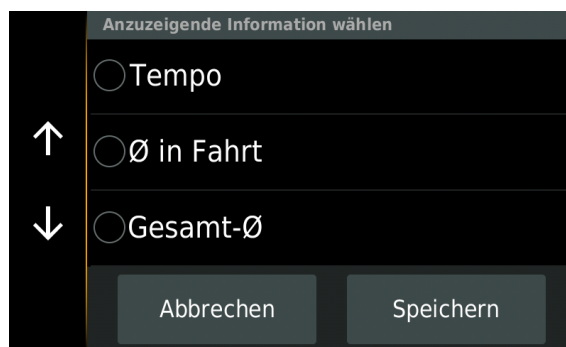 Anzuzeigende Information wählen
Tempo
Ø in Fahrt
Gesamt-Ø
Abbrechen
Speichern